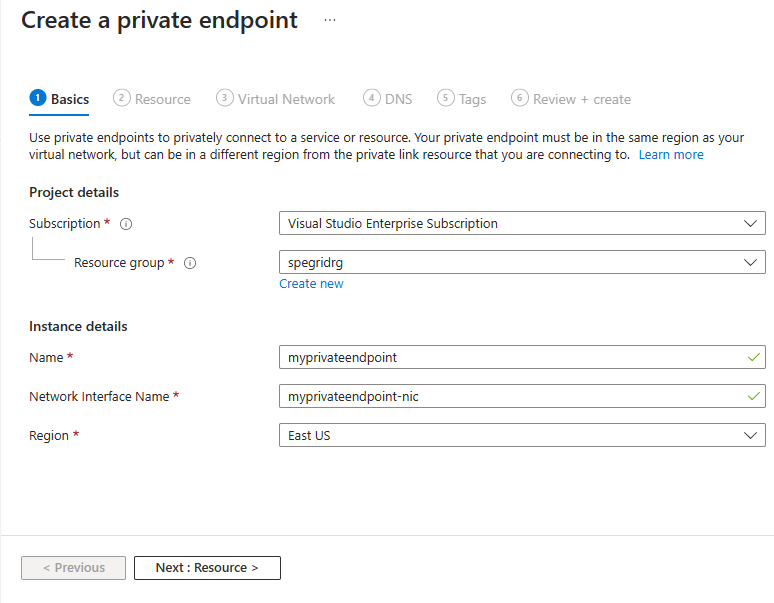 Create a private endpoint ...
1 Basics 2 Resource 3 Virtual Network 4 DNS 5 Tags 6 Review + create
Use private endpoints to privately connect to a service or resource. Your private endpoint must be in the same region as your
virtual network, but can be in a different region from the private link resource that you are connecting to. Learn more
Project details
Subscription * Visual Studio Enterprise Subscription
Resource group * spegridrg
Create new
Instance details
Name * myprivateendpoint
Network Interface Name * myprivateendpoint-nic
Region * East US
< Previous Next : Resource >